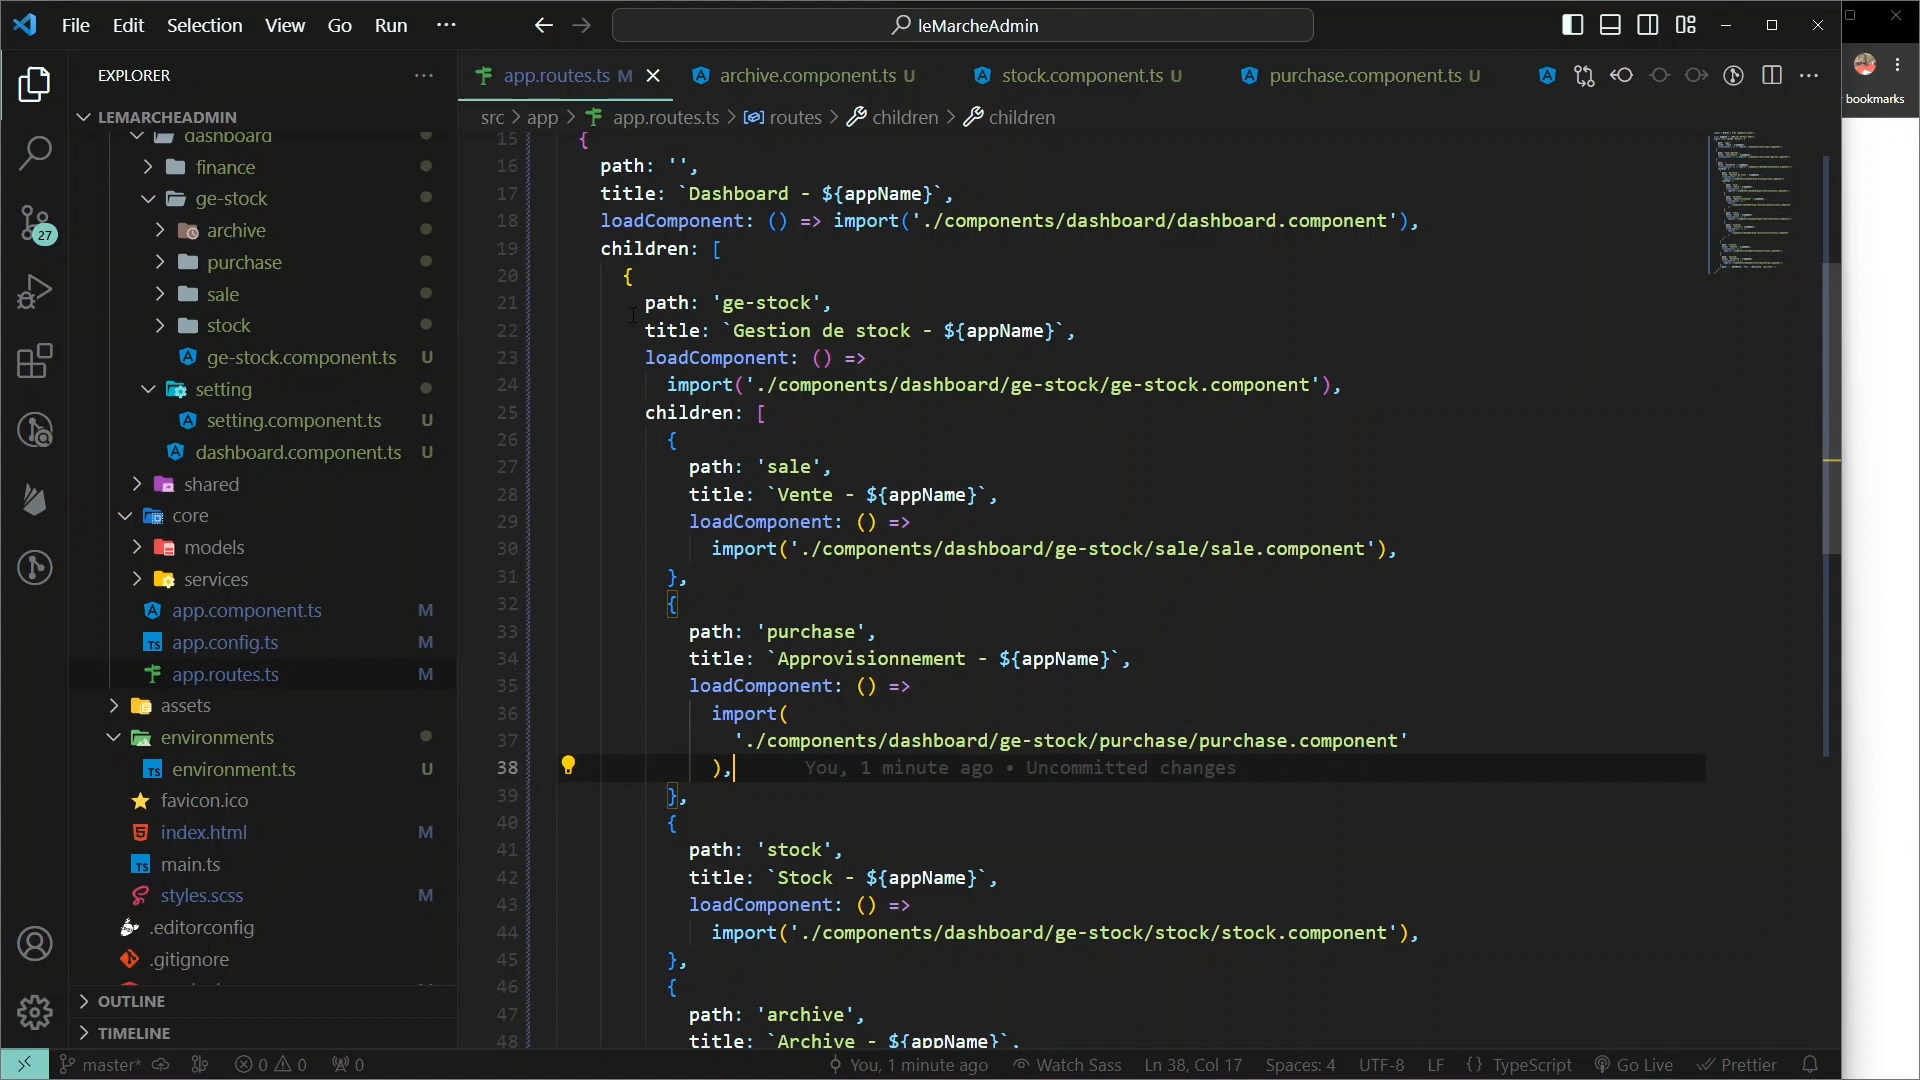 File Edit Selection View Go Run ··· leMarcheAdmin
bookmarks
EXPLORER ···
LEMARCHEADMIN
dashboard
finance
ge-stock
archive
purchase
sale
stock
ge-stock.component.ts U
setting
setting.component.ts U
dashboard.component.ts U
shared
core
models
services
app.component.ts M
app.config.ts M
app.routes.ts M
assets
environments
environment.ts U
favicon.ico
index.html M
main.ts
styles.scss M
.editorconfig
.gitignore
OUTLINE
TIMELINE
27
app.routes.ts M archive.component.ts U stock.component.ts U purchase.component.ts U
src > app > app.routes.ts > routes > children > children
15 {
16 path: '',
17 title: `Dashboard - ${appName}`,
18 loadComponent: () => import('./components/dashboard/dashboard.component'),
19 children: [
20 {
21 path: 'ge-stock',
22 title: `Gestion de stock - ${appName}`,
23 loadComponent: () =>
24 import('./components/dashboard/ge-stock/ge-stock.component'),
25 children: [
26 {
27 path: 'sale',
28 title: `Vente - ${appName}`,
29 loadComponent: () =>
30 import('./components/dashboard/ge-stock/sale/sale.component'),
31 },
32 {
33 path: 'purchase',
34 title: `Approvisionnement - ${appName}`,
35 loadComponent: () =>
36 import(
37 './components/dashboard/ge-stock/purchase/purchase.component'
38 ), You, 1 minute ago • Uncommitted changes
39 },
40 {
41 path: 'stock',
42 title: `Stock - ${appName}`,
43 loadComponent: () =>
44 import('./components/dashboard/ge-stock/stock/stock.component'),
45 },
46 {
47 path: 'archive',
48 title: `Archive - ${appName}`,
master* 0 0 0 You, 1 minute ago Watch Sass Ln 38, Col 17 Spaces: 4 UTF-8 LF {} TypeScript Go Live Prettier